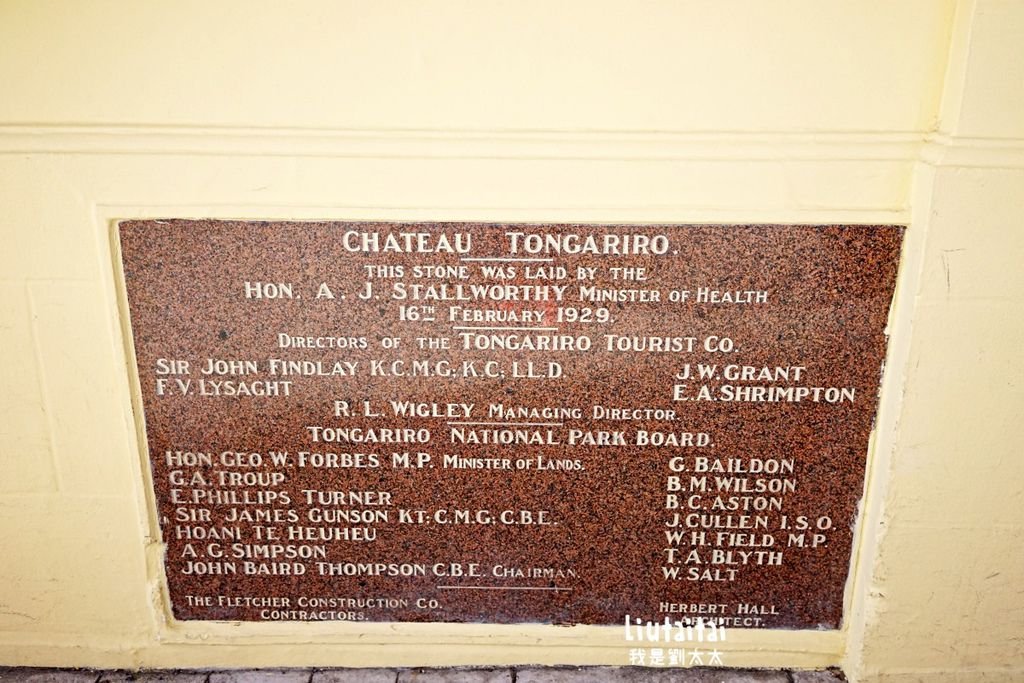 CHATEAU TONGARIRO.
THIS STONE WAS LAID BY THE
HON. A. J. STALLWORTHY MINISTER OF HEALTH
16TH FEBRUARY 1929.
DIRECTORS OF THE TONGARIRO TOURIST CO.
SIR JOHN FINDLAY K.C.M.G; K.C; LL.D. J.W. GRANT
F.V. LYSAGHT E.A. SHRIMPTON
R. L. WIGLEY MANAGING DIRECTOR.
TONGARIRO NATIONAL PARK BOARD.
HON. GEO W. FORBES M.P. MINISTER OF LANDS. G. BAILDON
G.A. TROUP B.M. WILSON
E. PHILLIPS TURNER B.C. ASTON
SIR JAMES GUNSON KT; C.M.G; C.B.E. J. CULLEN I.S.O.
HOANI TE HEUHEU W.H. FIELD M.P
A.G. SIMPSON T.A. BLYTH
JOHN BAIRD THOMPSON C.B.E. CHAIRMAN. W. SALT
THE FLETCHER CONSTRUCTION CO. HERBERT HALL
CONTRACTORS. ARCHITECT.
liutaitai
我是劉太太